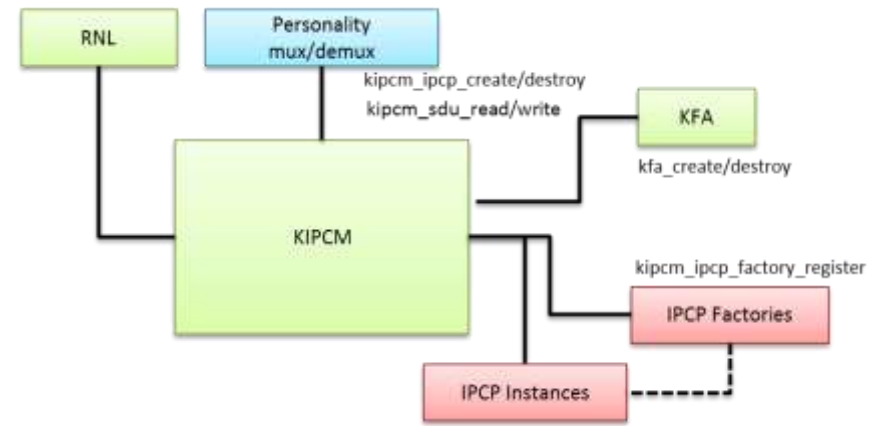 RNL
Personality
mux/demux
kipcm_ipcp_create/destroy
kipcm_sdu_read/write
KFA
kfa_create/destroy
KIPCM
kipcm_ipcp_factory_register
IPCP Factories
IPCP Instances